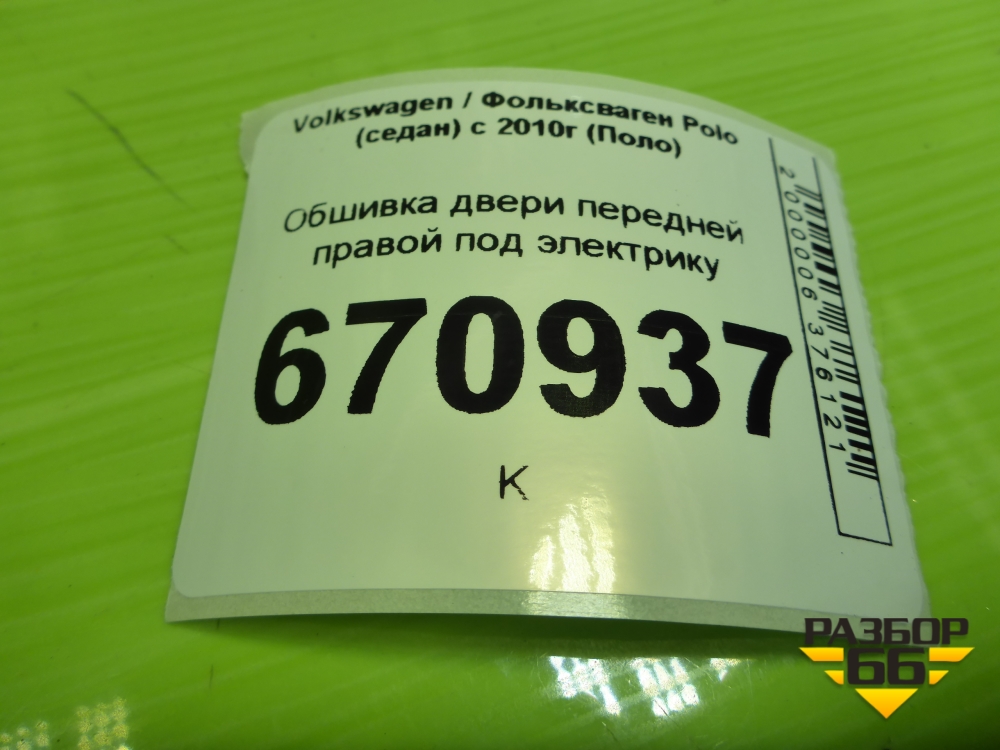 Volkswagen / Фольксваген Polo
(седан) с 2010г (Поло)
Обшивка двери передней
правой под электрику
670937
К
2000006376121
РАЗБОР
66